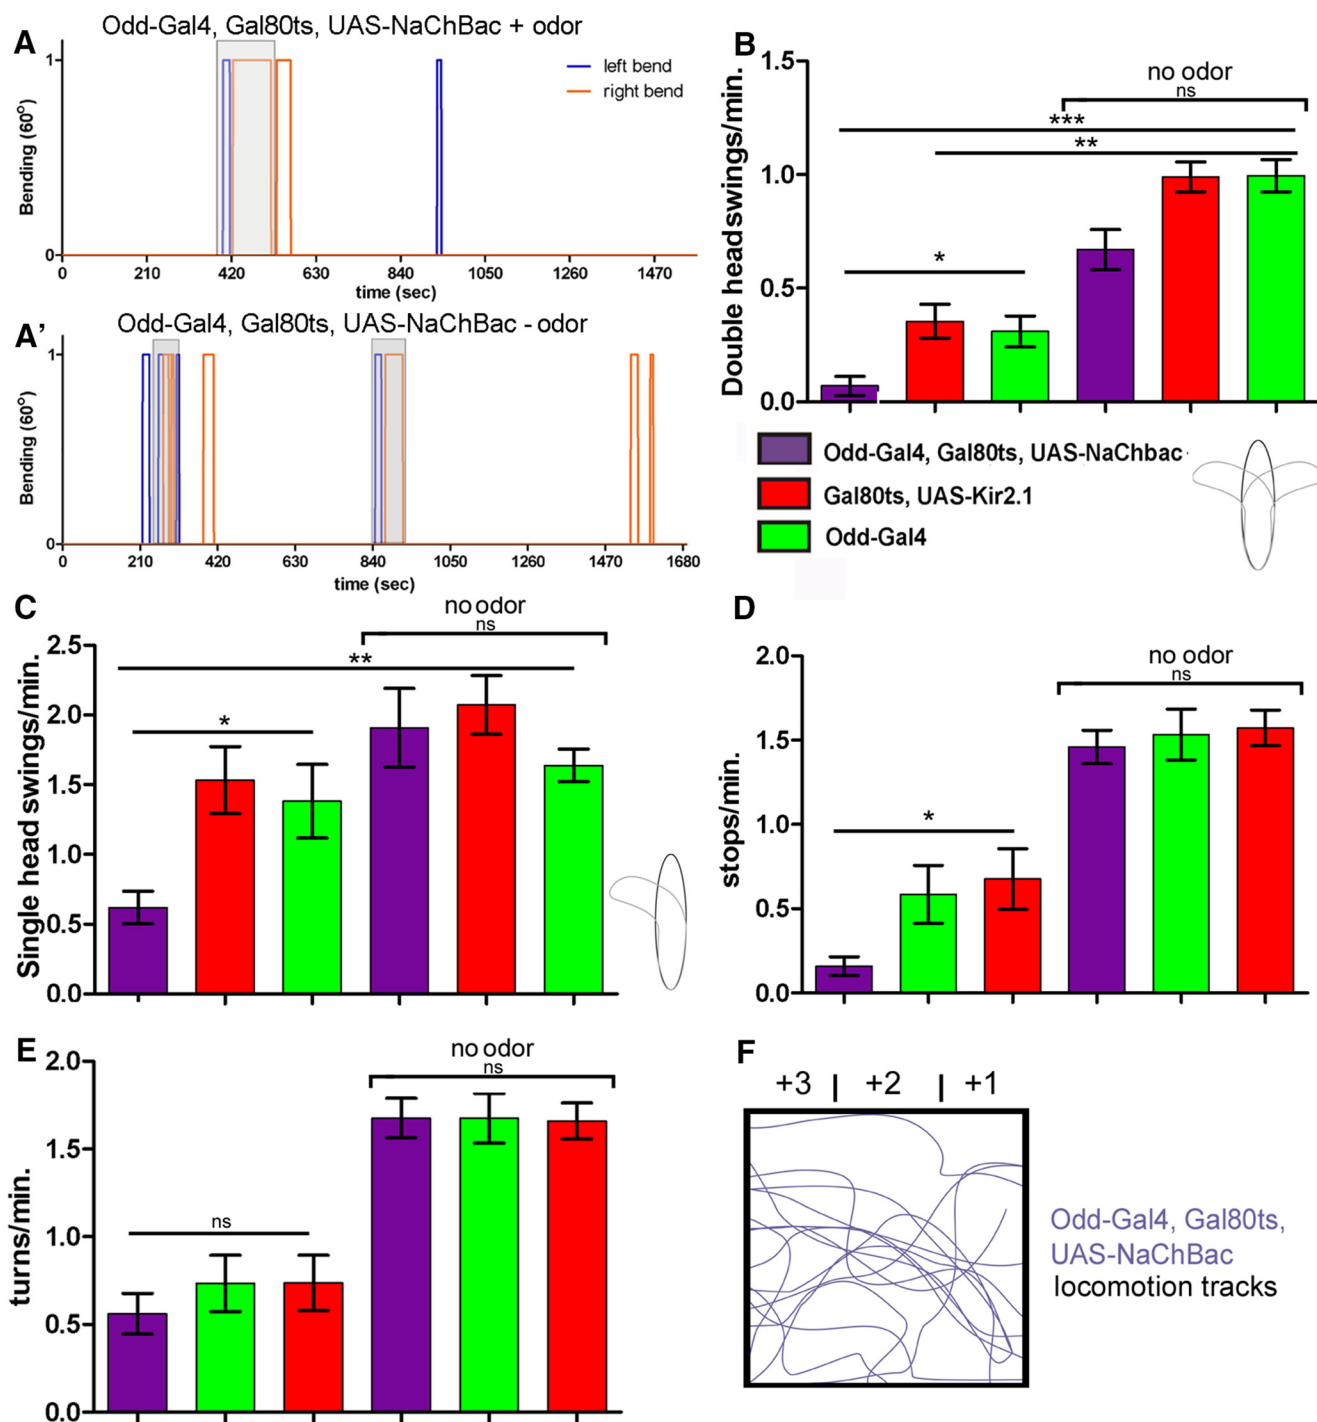 A
Odd-Gal4, Gal80ts, UAS-NaChBac + odor
left bend
right bend
Bending (60°)
1
0
0 210 420 630 840 1050 1260 1470
time (sec)
A'
Odd-Gal4, Gal80ts, UAS-NaChBac - odor
Bending (60°)
1
0
0 210 420 630 840 1050 1260 1470 1680
time (sec)
B
no odor
ns
***
**
*
Double head swings/min.
1.5
1.0
0.5
0.0
Odd-Gal4, Gal80ts, UAS-NaChbac
Gal80ts, UAS-Kir2.1
Odd-Gal4
C
no odor
ns
**
*
Single head swings/min.
2.5
2.0
1.5
1.0
0.5
0.0
D
no odor
ns
*
stops/min.
2.0
1.5
1.0
0.5
0.0
E
no odor
ns
ns
turns/min.
2.0
1.5
1.0
0.5
0.0
F
+3 | +2 | +1
Odd-Gal4, Gal80ts,
UAS-NaChBac
locomotion tracks